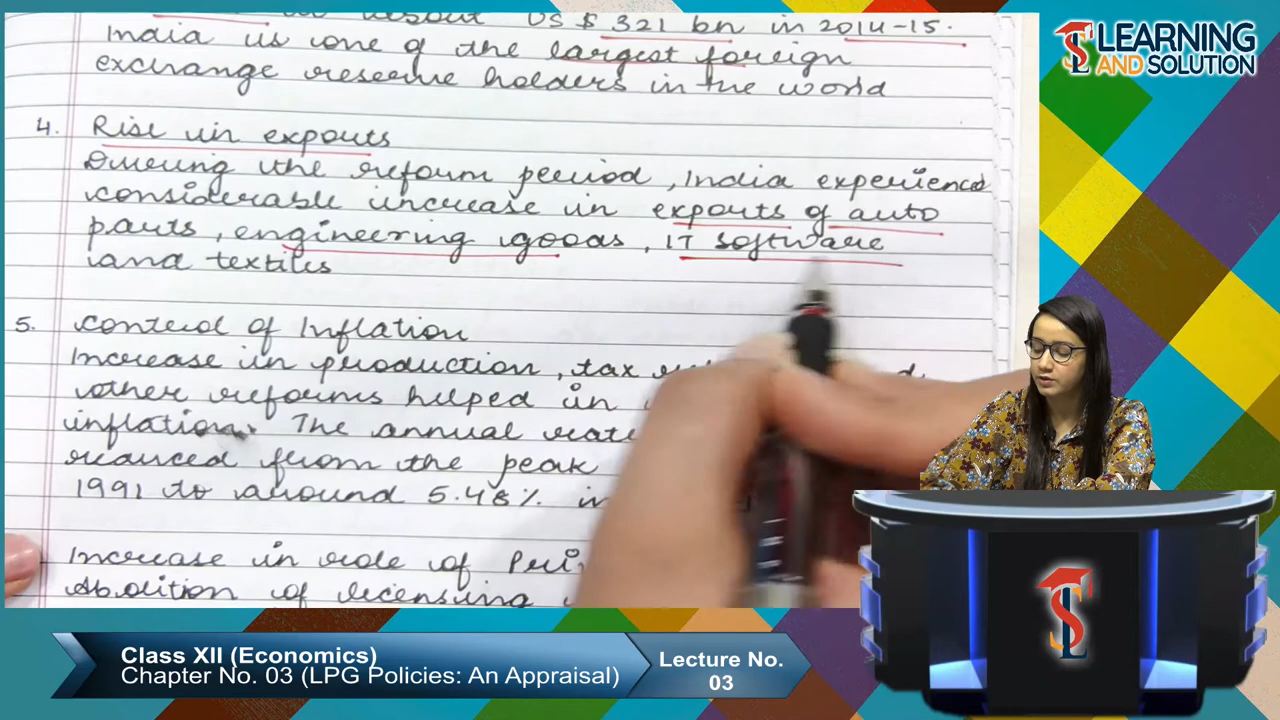 US $ 321 bn in 2014-15.
India is one of the largest foreign
exchange reserve holders in the world
4. Rise in exports
During the reform period, India experienced
considerable increase in exports of auto
parts, engineering goods, IT software
and textiles
5. Control of Inflation
Increase in production, tax
other reforms helped in
inflation. The annual rate
reduced from the peak
1991 to around 5.48% in
Increase in role of
Abolition of licensing
LEARNING
AND SOLUTION
Class XII (Economics)
Chapter No. 03 (LPG Policies: An Appraisal)
Lecture No.
03